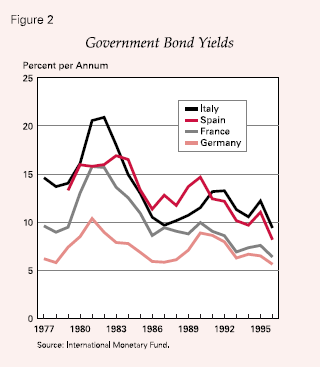 Figure 2
Government Bond Yields
Percent per Annum
25
20
15
10
5
0
Italy
Spain
France
Germany
1977 1980 1983 1986 1989 1992 1995
Source: International Monetary Fund.